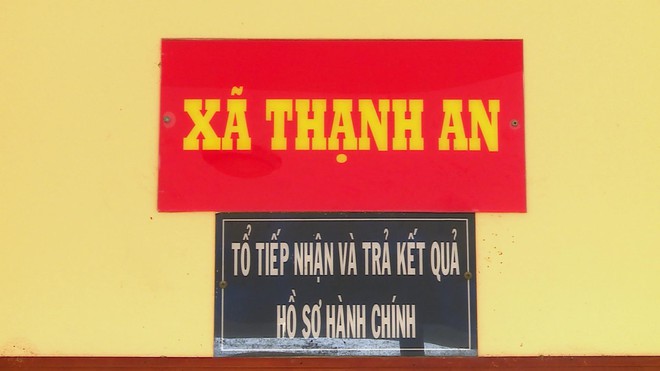 XÃ THẠNH AN
TỔ TIẾP NHẬN VÀ TRẢ KẾT QUẢ
HỒ SƠ HÀNH CHÍNH